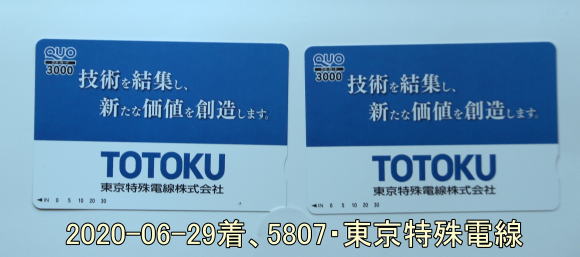 QUO
3000
技術を結集し、
新たな価値を創造します。
TOTOKU
東京特殊電線株式会社
◄IN 0 5 10 20 30
QUO
3000
技術を結集し、
新たな価値を創造します。
TOTOKU
東京特殊電線株式会社
◄IN 0 5 10 20 30
2020-06-29着、5807・東京特殊電線